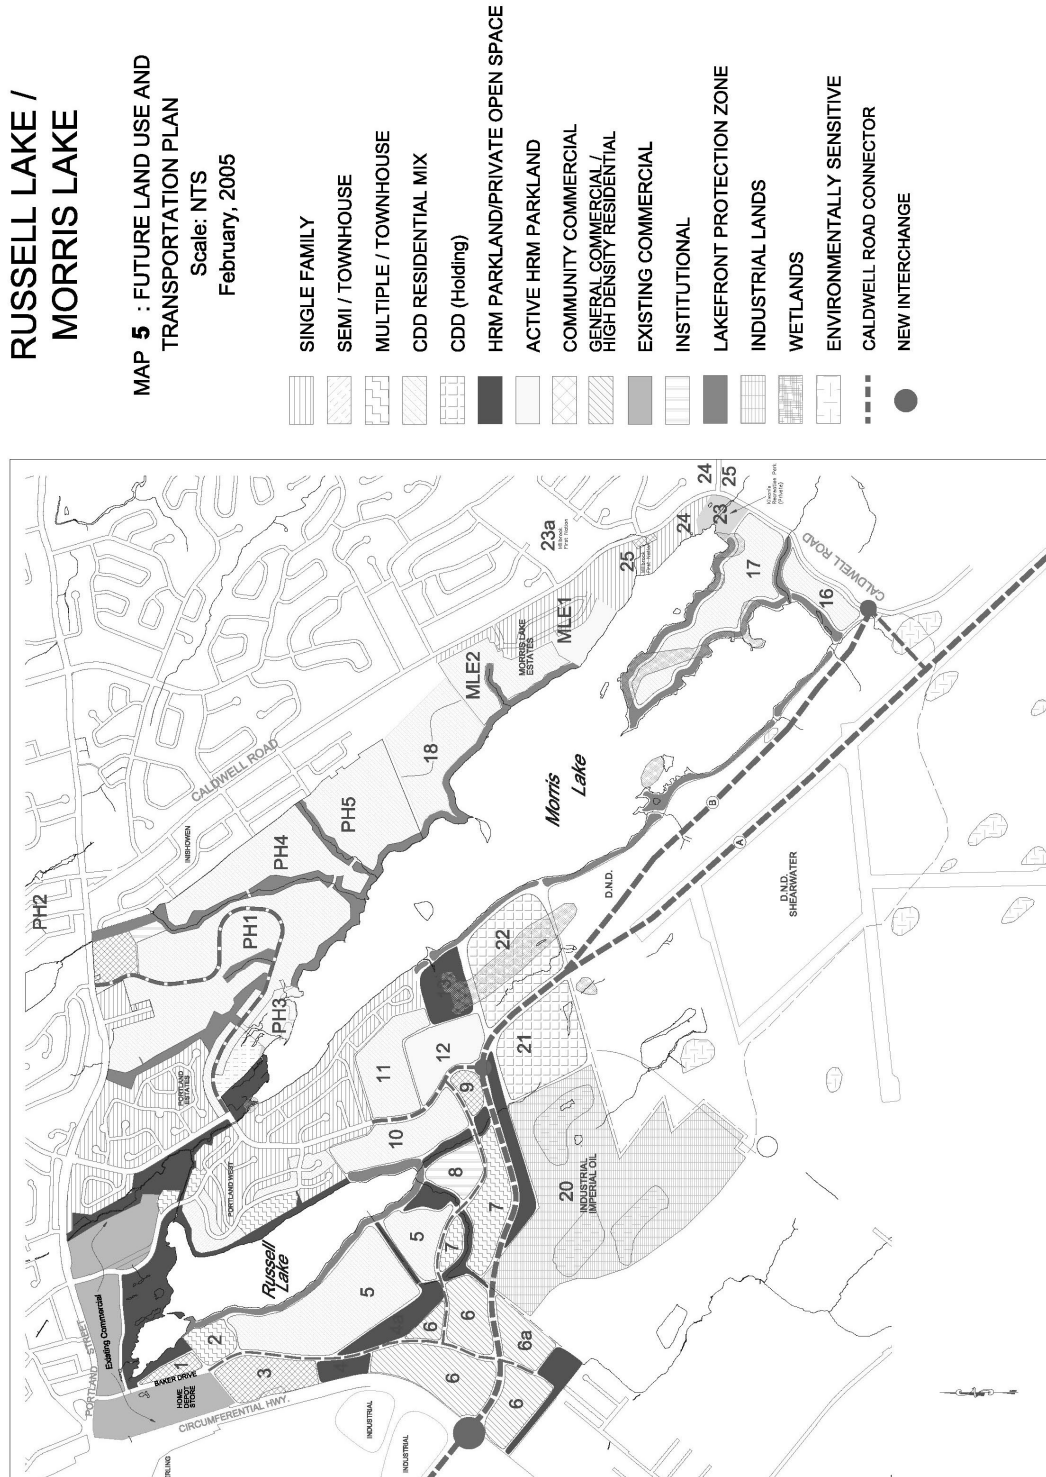 RUSSELL LAKE /
MORRIS LAKE
MAP 5 : FUTURE LAND USE AND
TRANSPORTATION PLAN
Scale: NTS
February, 2005
SINGLE FAMILY
SEMI / TOWNHOUSE
MULTIPLE / TOWNHOUSE
CDD RESIDENTIAL MIX
CDD (Holding)
HRM PARKLAND/PRIVATE OPEN SPACE
ACTIVE HRM PARKLAND
COMMUNITY COMMERCIAL
GENERAL COMMERCIAL /
HIGH DENSITY RESIDENTIAL
EXISTING COMMERCIAL
INSTITUTIONAL
LAKEFRONT PROTECTION ZONE
INDUSTRIAL LANDS
WETLANDS
ENVIRONMENTALLY SENSITIVE
CALDWELL ROAD CONNECTOR
NEW INTERCHANGE
24
25
23
Recreation Park
(Private)
24
23a
First Nation
25
17
16
CALDWELL ROAD
MLE1
MLE2
MORRIS LAKE
ESTATES
18
CALDWELL ROAD
PH5
PH4
INISHOWEN
PH2
PH1
PH3
Morris
Lake
B
A
D.N.D.
D.N.D.
SHEARWATER
22
21
12
11
9
10
8
7
20
INDUSTRIAL
IMPERIAL OIL
PORTLAND
ESTATES
PORTLAND WEST
Russell
Lake
5
7
5
6
6
6a
6
6
4
3
2
1
BAKER DRIVE
HOME
DEPOT
STORE
Existing Commercial
PORTLAND STREET
CIRCUMFERENTIAL HWY.
INDUSTRIAL
INDUSTRIAL